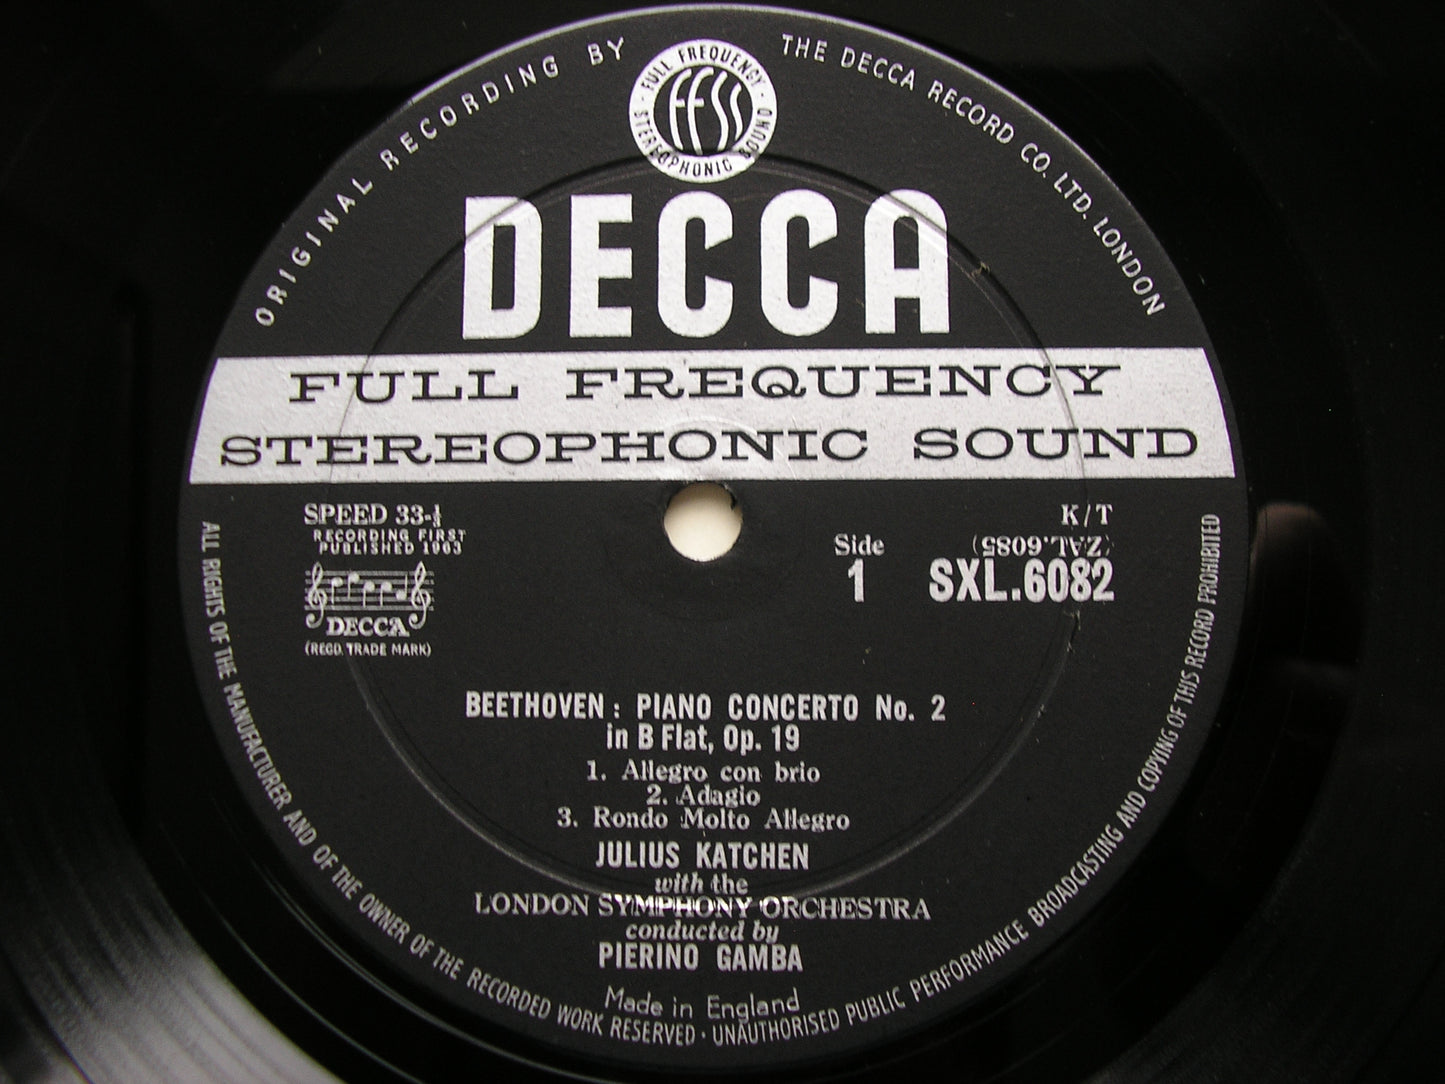 ORIGINAL RECORDING BY THE DECCA RECORD CO. LTD. LONDON
FULL FREQUENCY STEREOPHONIC SOUND
FFSS
DECCA
FULL FREQUENCY
STEREOPHONIC SOUND
SPEED 33-⅓
RECORDING FIRST
PUBLISHED 1963
DECCA
(REGD. TRADE MARK)
K/T
(ZAL.6085)
Side
1
SXL.6082
BEETHOVEN: PIANO CONCERTO No. 2
in B Flat, Op. 19
1. Allegro con brio
2. Adagio
3. Rondo Molto Allegro
JULIUS KATCHEN
with the
LONDON SYMPHONY ORCHESTRA
conducted by
PIERINO GAMBA
Made in England
ALL RIGHTS OF THE MANUFACTURER AND OF THE OWNER OF THE RECORDED WORK RESERVED · UNAUTHORISED PUBLIC PERFORMANCE BROADCASTING AND COPYING OF THIS RECORD PROHIBITED